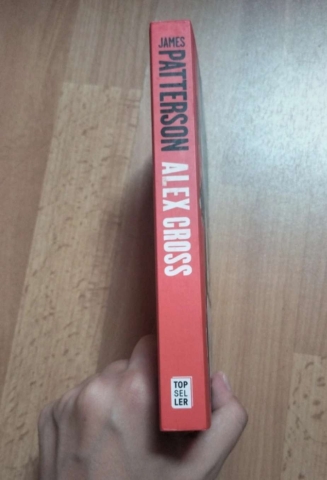 JAMES
PATTERSON
ALEX CROSS
TOP
SEL
LER